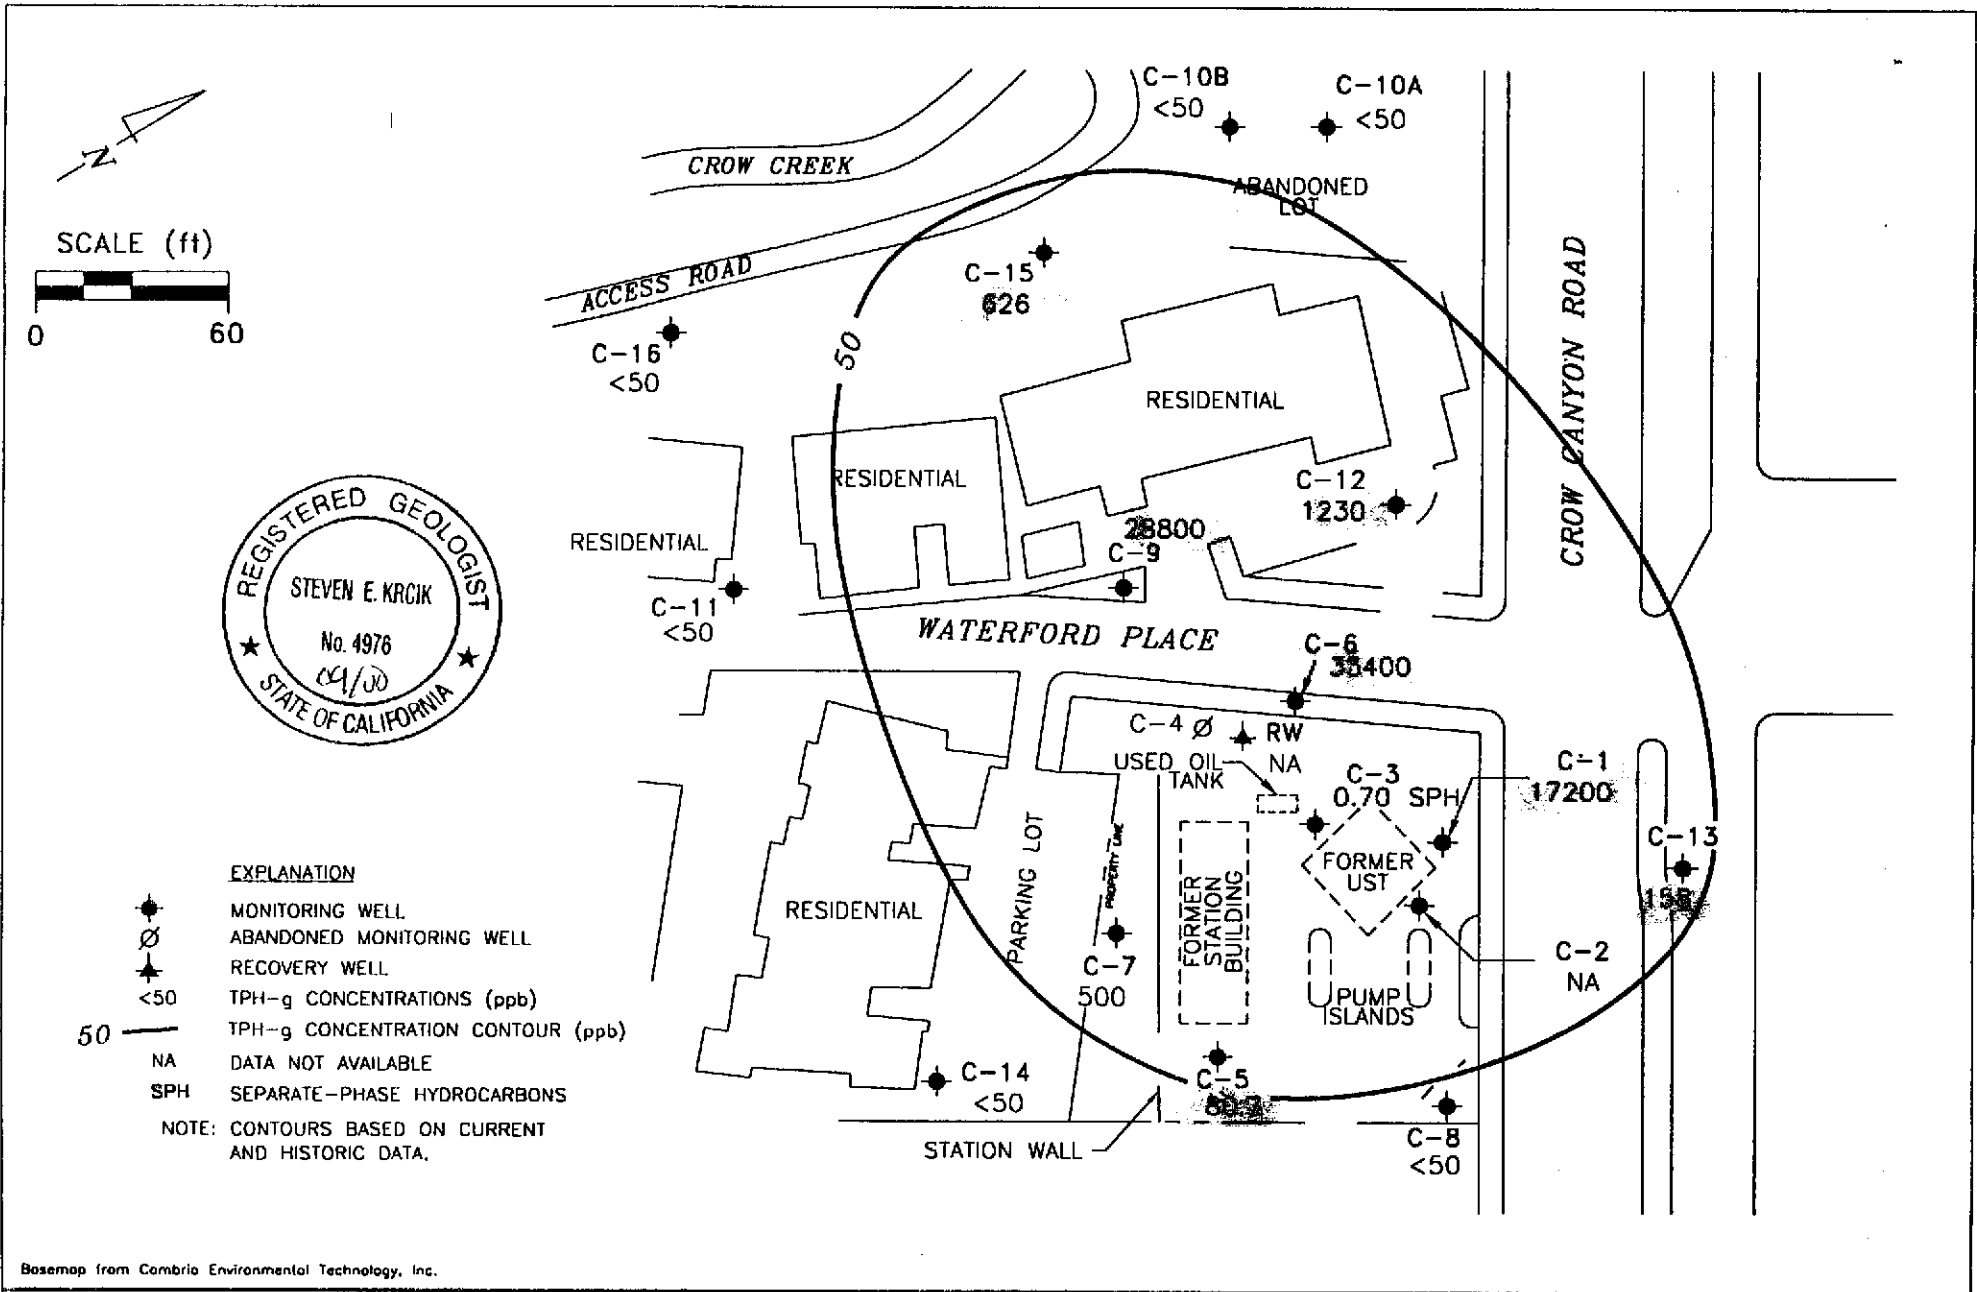 C-10B
<50
C-10A
<50
N
CROW CREEK
ABANDONED
LOT
SCALE (ft)
0 60
ACCESS ROAD
C-15
626
CROW CANYON ROAD
C-16
<50
50
RESIDENTIAL
RESIDENTIAL
C-12
1230
REGISTERED GEOLOGIST
STEVEN E. KRCIK
No. 4976
09/00
STATE OF CALIFORNIA
RESIDENTIAL
28800
C-9
C-11
<50
WATERFORD PLACE
C-6
400
C-4
RW
NA
USED OIL
TANK
C-3
0.70 SPH
C-1
17200
C-13
FORMER
UST
PROPERTY LINE
PARKING LOT
FORMER
STATION
BUILDING
RESIDENTIAL
C-7
500
C-2
NA
PUMP
ISLANDS
EXPLANATION
MONITORING WELL
ABANDONED MONITORING WELL
RECOVERY WELL
<50 TPH-g CONCENTRATIONS (ppb)
50 TPH-g CONCENTRATION CONTOUR (ppb)
NA DATA NOT AVAILABLE
SPH SEPARATE-PHASE HYDROCARBONS
NOTE: CONTOURS BASED ON CURRENT
AND HISTORIC DATA.
C-14
<50
C-5
C-8
<50
STATION WALL
Basemap from Cambria Environmental Technology, Inc.